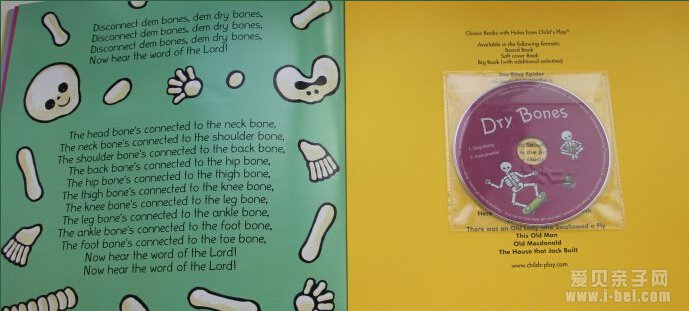 Disconnect dem bones, dem dry bones,
Disconnect dem bones, dem dry bones,
Disconnect dem bones, dem dry bones,
Now hear the word of the Lord!
The head bone's connected to the neck bone,
The neck bone's connected to the shoulder bone,
The shoulder bone's connected to the back bone,
The back bone's connected to the hip bone,
The hip bone's connected to the thigh bone,
The thigh bone's connected to the knee bone,
The knee bone's connected to the leg bone,
The leg bone's connected to the ankle bone,
The ankle bone's connected to the foot bone,
The foot bone's connected to the toe bone,
Now hear the word of the Lord!
Now hear the word of the Lord!
Classic Books with Holes from Child's Play®
Available in the following formats:
Board Book
Soft cover Book
Big Book (with additional activities)
Itsy Bitsy Spider
Dry Bones
1. Sing Along
2. Instrumental
Here
There was an Old Lady who Swallowed a Fly
This Old Man
Old Macdonald
The House that Jack Built
www.childs-play.com
爱贝亲子网
www.i-bei.com